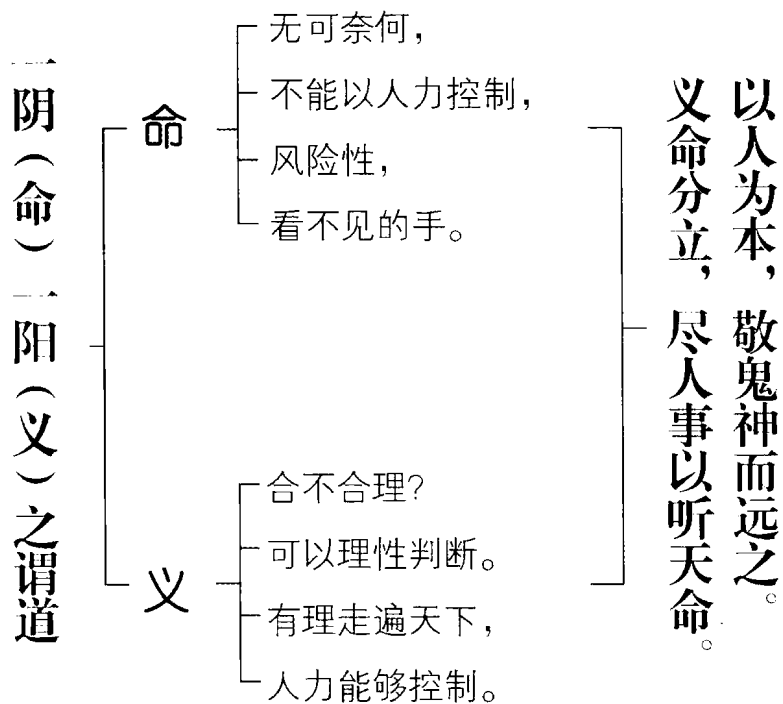 一阴(命)一阳(义)之谓道
命
无可奈何，
不能以人力控制，
风险性，
看不见的手。
义
合不合理?
可以理性判断。
有理走遍天下，
人力能够控制。
以人为本，敬鬼神而远之。
义命分立，尽人事以听天命。